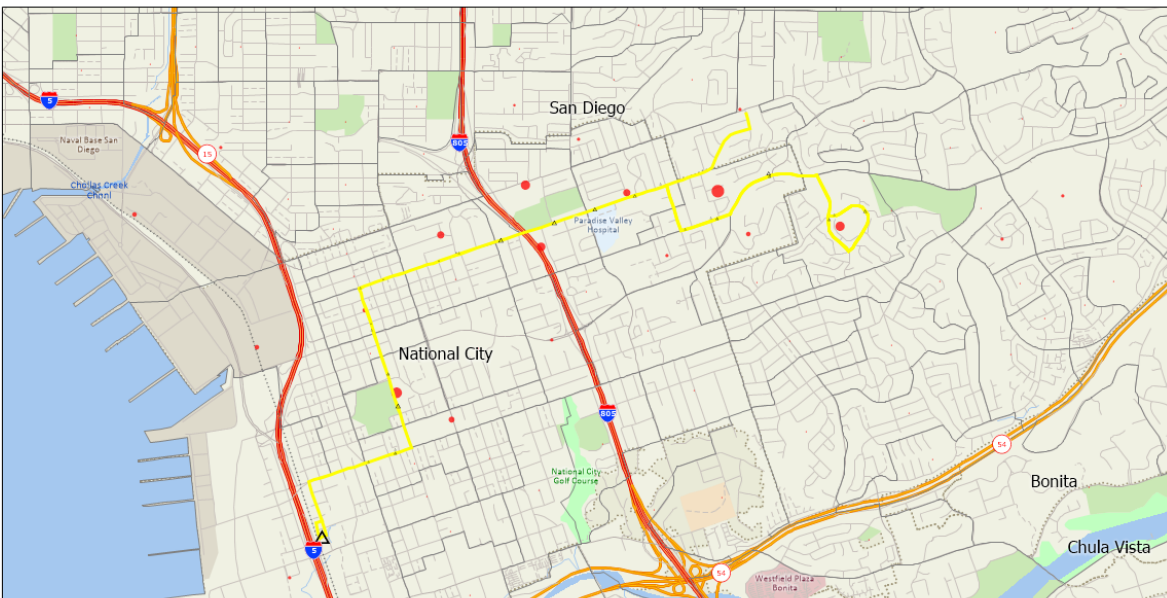 San Diego
5
805
Naval Base San
Diego
15
Chollas Creek
Chnnl
Paradise Valley
Hospital
National City
805
54
National City
Golf Course
Bonita
5
Chula Vista
54
Westfield Plaza
Bonita